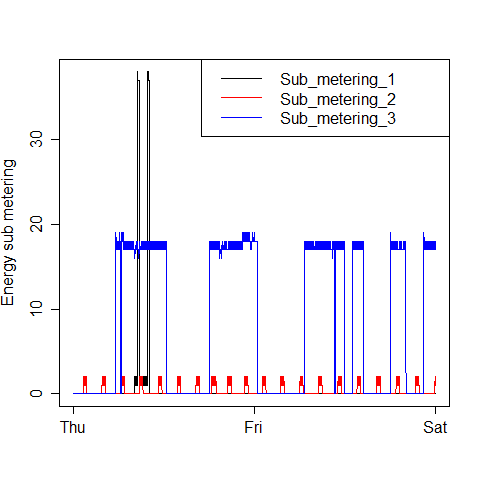 Sub_metering_1
Sub_metering_2
Sub_metering_3
Energy sub metering
30
20
10
0
Thu Fri Sat